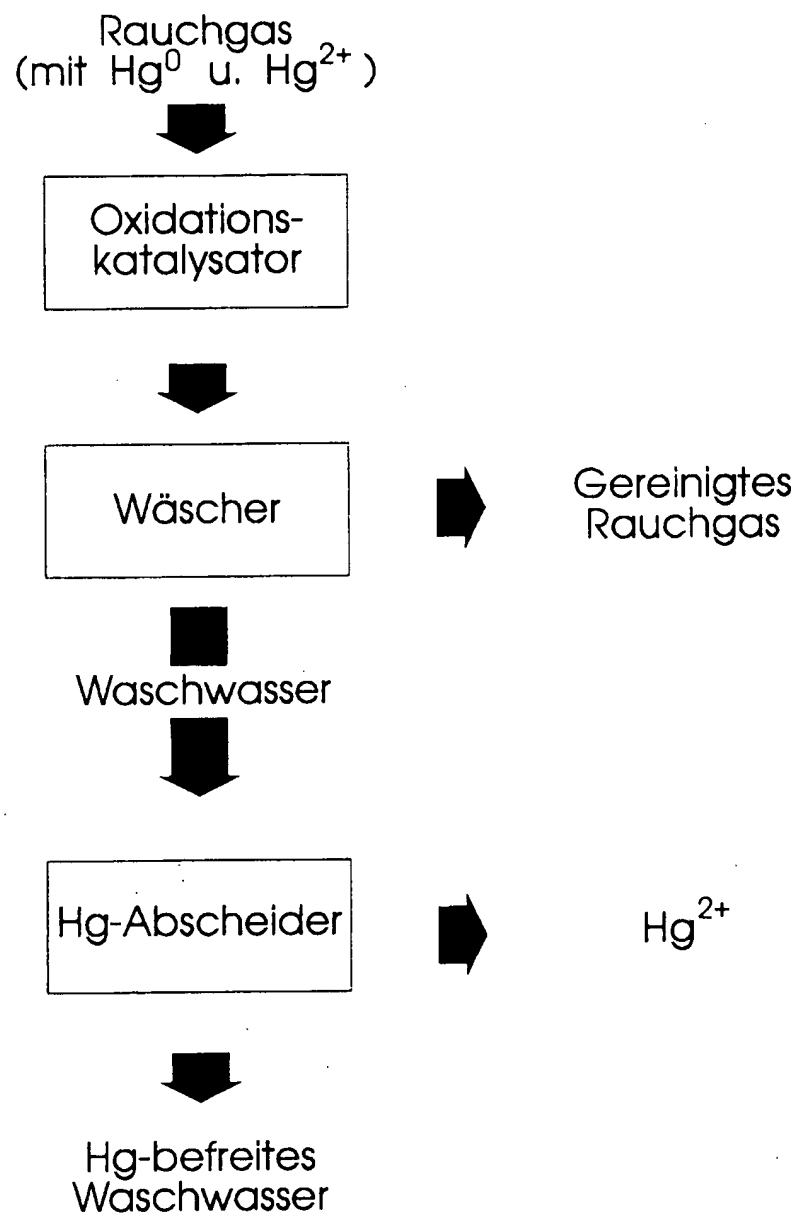 Rauchgas
(mit Hg⁰ u. Hg²⁺)
Oxidations-
katalysator
Wäscher
Gereinigtes
Rauchgas
Waschwasser
Hg-Abscheider
Hg²⁺
Hg-befreites
Waschwasser